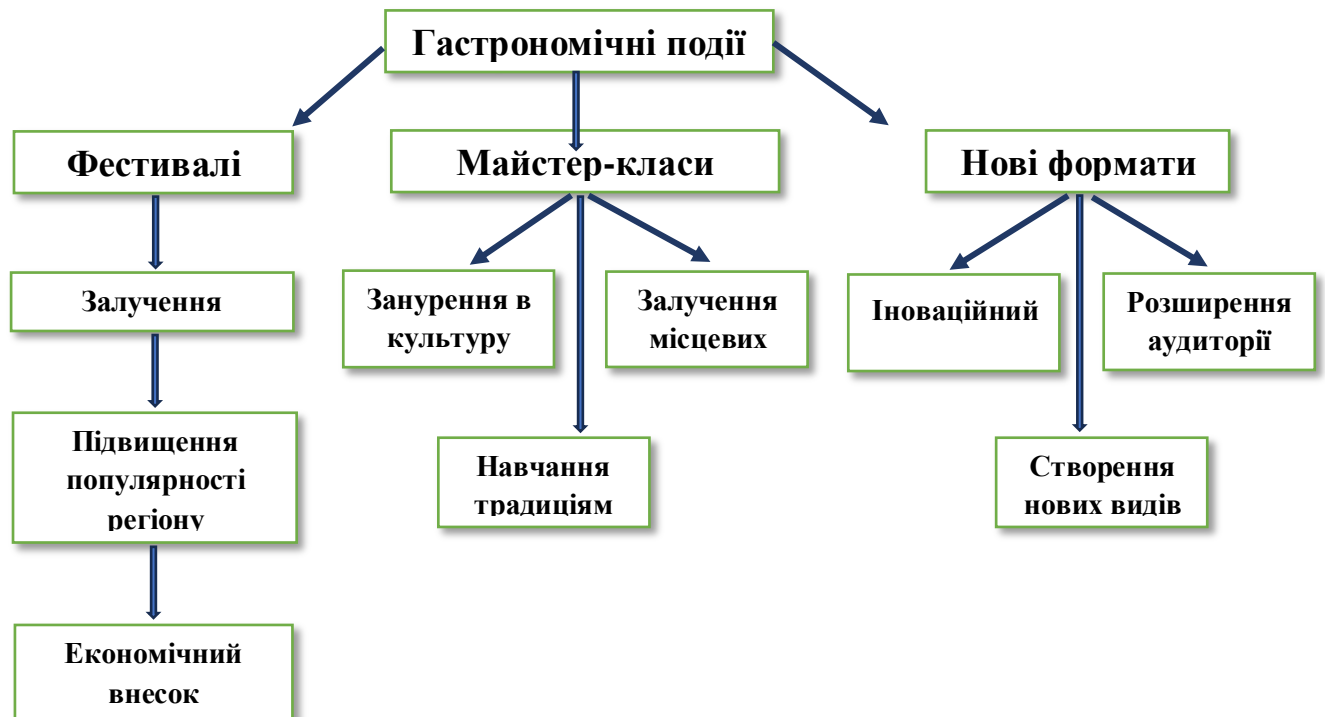 Гастрономічні події
Фестивалі
Майстер-класи
Нові формати
Залучення
Занурення в
культуру
Залучення
місцевих
Іноваційний
Розширення
аудиторії
Підвищення
популярності
регіону
Навчання
традиціям
Створення
нових видів
Економічний
внесок